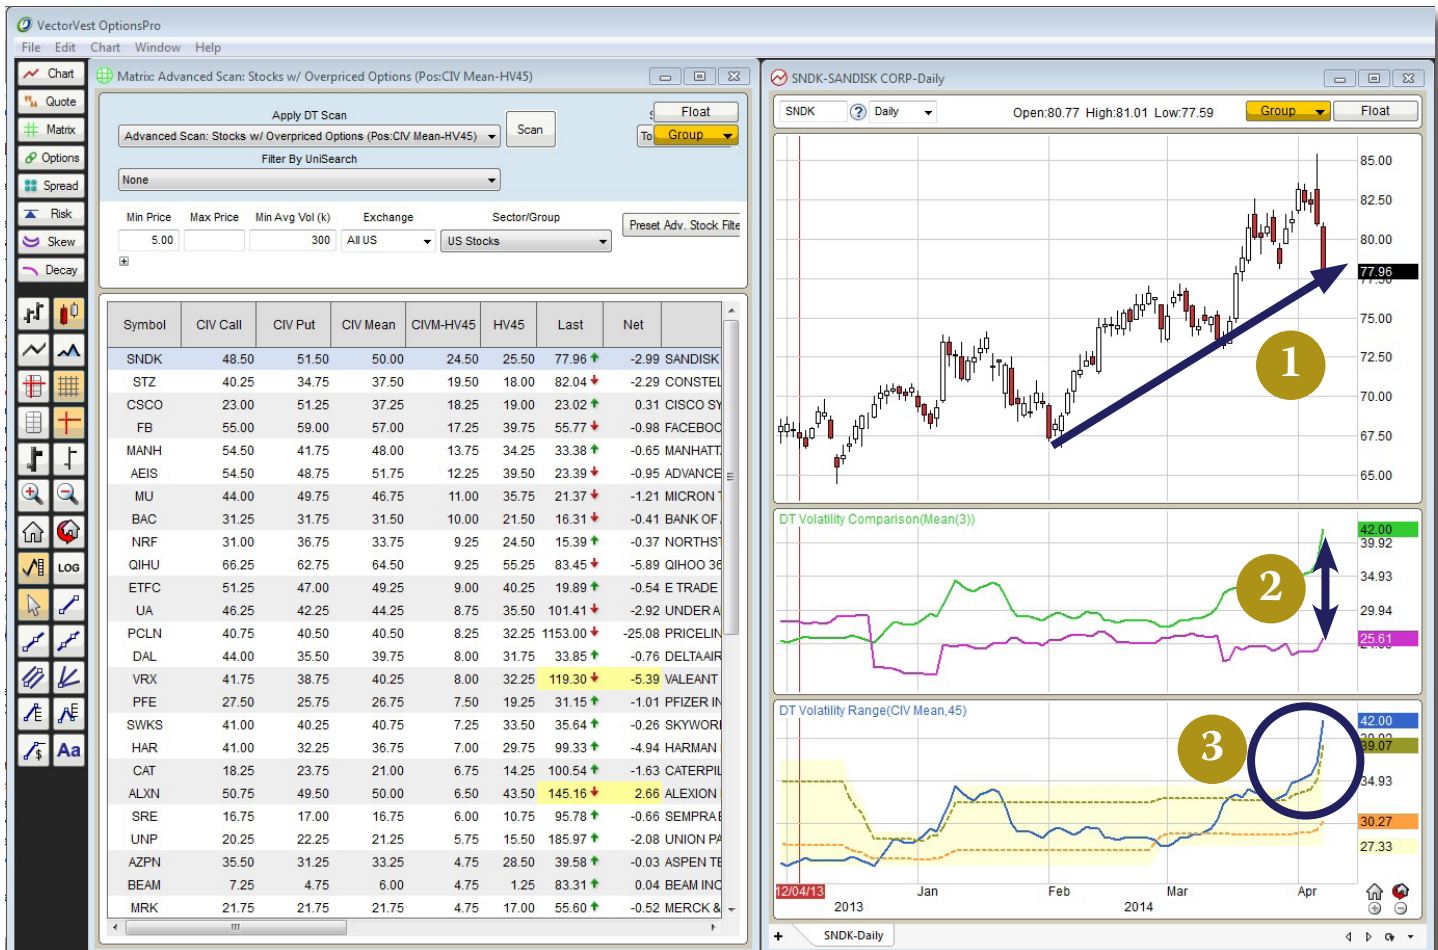 VectorVest OptionsPro
File Edit Chart Window Help
Chart
Quote
Matrix
Options
Spread
Risk
Skew
Decay
LOG
Aa
Matrix: Advanced Scan: Stocks w/ Overpriced Options (Pos:CIV Mean-HV45)
Apply DT Scan
Advanced Scan: Stocks w/ Overpriced Options (Pos:CIV Mean-HV45)
Scan
Float
To Group
Filter By UniSearch
None
Min Price Max Price Min Avg Vol (k) Exchange Sector/Group
5.00 300 All US US Stocks
Preset Adv. Stock Filte
Symbol CIV Call CIV Put CIV Mean CIVM-HV45 HV45 Last Net
SNDK 48.50 51.50 50.00 24.50 25.50 77.96 -2.99 SANDISK
STZ 40.25 34.75 37.50 19.50 18.00 82.04 -2.29 CONSTEL
CSCO 23.00 51.25 37.25 18.25 19.00 23.02 0.31 CISCO SY
FB 55.00 59.00 57.00 17.25 39.75 55.77 -0.98 FACEBOO
MANH 54.50 41.75 48.00 13.75 34.25 33.38 -0.65 MANHATT
AEIS 54.50 48.75 51.75 12.25 39.50 23.39 -0.95 ADVANCE
MU 44.00 49.75 46.75 11.00 35.75 21.37 -1.21 MICRON T
BAC 31.25 31.75 31.50 10.00 21.50 16.31 -0.41 BANK OF
NRF 31.00 36.75 33.75 9.25 24.50 15.39 -0.37 NORTHST
QIHU 66.25 62.75 64.50 9.25 55.25 83.45 -5.89 QIHOO 36
ETFC 51.25 47.00 49.25 9.00 40.25 19.89 -0.54 E TRADE
UA 46.25 42.25 44.25 8.75 35.50 101.41 -2.92 UNDER A
PCLN 40.75 40.50 40.50 8.25 32.25 1153.00 -25.08 PRICELIN
DAL 44.00 35.50 39.75 8.00 31.75 33.85 -0.76 DELTAAIR
VRX 41.75 38.75 40.25 8.00 32.25 119.30 -5.39 VALEANT
PFE 27.50 25.75 26.75 7.50 19.25 31.15 -1.01 PFIZER IN
SWKS 41.00 40.25 40.75 7.25 33.50 35.64 -0.26 SKYWORI
HAR 41.00 32.25 36.75 7.00 29.75 99.33 -4.94 HARMAN
CAT 18.25 23.75 21.00 6.75 14.25 100.54 -1.63 CATERPIL
ALXN 50.75 49.50 50.00 6.50 43.50 145.16 2.66 ALEXION
SRE 16.75 17.00 16.75 6.00 10.75 95.78 -0.66 SEMPRA E
UNP 20.25 22.25 21.25 5.75 15.50 185.97 -2.08 UNION PA
AZPN 35.50 31.25 33.25 4.75 28.50 39.58 -0.03 ASPEN TE
BEAM 7.25 4.75 6.00 4.75 1.25 83.31 0.04 BEAM INC
MRK 21.75 21.75 21.75 4.75 17.00 55.60 -0.52 MERCK &
SNDK-SANDISK CORP-Daily
SNDK Daily Open:80.77 High:81.01 Low:77.59 Group Float
85.00
82.50
80.00
77.96
77.50
75.00
1
72.50
70.00
67.50
65.00
DT Volatility Comparison(Mean(3))
42.00
39.92
34.93
2
29.94
25.61
DT Volatility Range(CIV Mean,45)
42.00
3
39.07
34.93
30.27
27.33
12/04/13 Jan Feb Mar Apr
2013 2014
SNDK-Daily